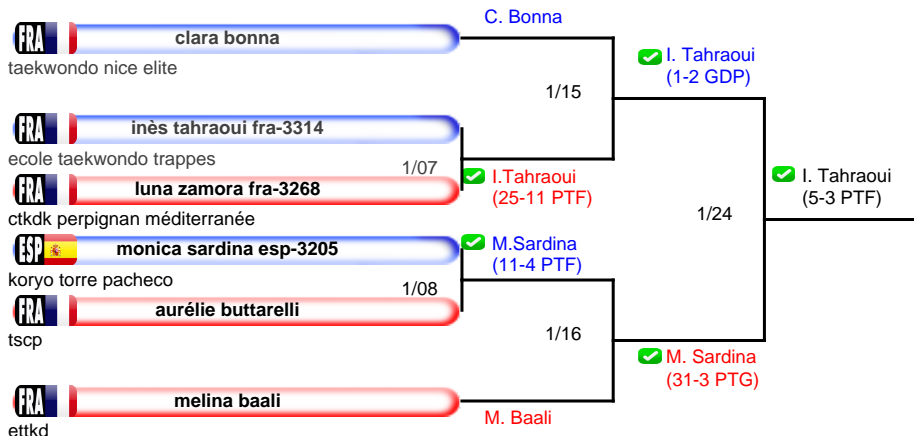 C. Bonna
FRA clara bonna
taekwondo nice elite
I. Tahraoui
(1-2 GDP)
1/15
FRA inès tahraoui fra-3314
ecole taekwondo trappes
1/07
I.Tahraoui
(25-11 PTF)
FRA luna zamora fra-3268
ctkdk perpignan méditerranée
I. Tahraoui
(5-3 PTF)
1/24
ESP monica sardina esp-3205
koryo torre pacheco
M.Sardina
(11-4 PTF)
1/08
FRA aurélie buttarelli
tscp
1/16
M. Sardina
(31-3 PTG)
FRA melina baali
ettkd
M. Baali